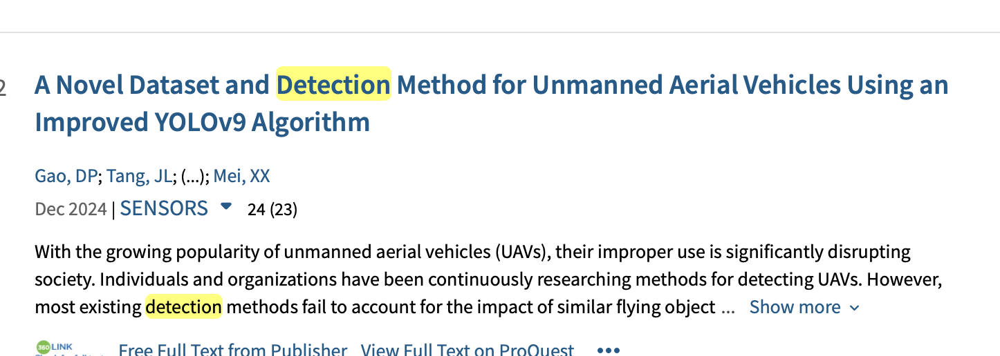 2
A Novel Dataset and Detection Method for Unmanned Aerial Vehicles Using an
Improved YOLOv9 Algorithm
Gao, DP; Tang, JL; (...); Mei, XX
Dec 2024 | SENSORS 24 (23)
With the growing popularity of unmanned aerial vehicles (UAVs), their improper use is significantly disrupting
society. Individuals and organizations have been continuously researching methods for detecting UAVs. However,
most existing detection methods fail to account for the impact of similar flying object ... Show more
360 LINK Free Full Text from Publisher View Full Text on ProQuest •••